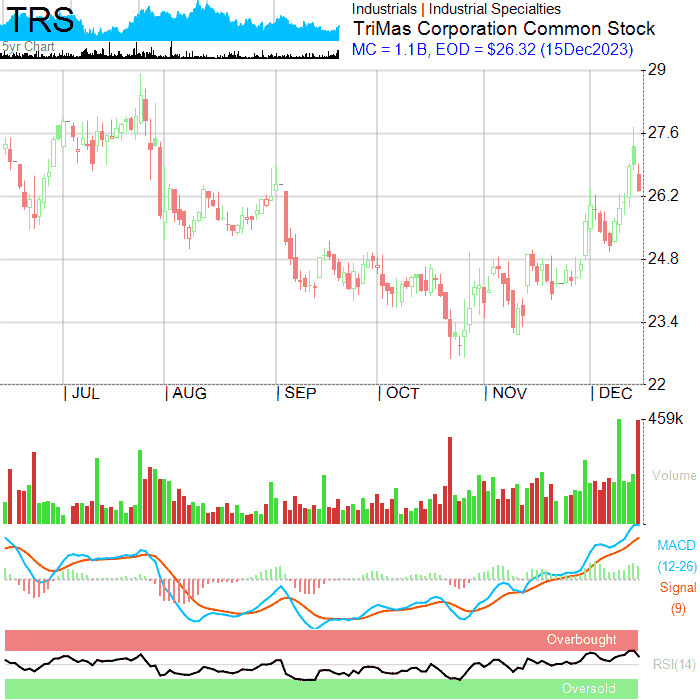 TRS
5yr Chart
Industrials | Industrial Specialties
TriMas Corporation Common Stock
MC = 1.1B, EOD = $26.32 (15Dec2023)
29
27.6
26.2
24.8
23.4
22
| JUL | AUG | SEP | OCT | NOV | DEC
459k
Volume
MACD
(12-26)
Signal
(9)
Overbought
RSI(14)
Oversold